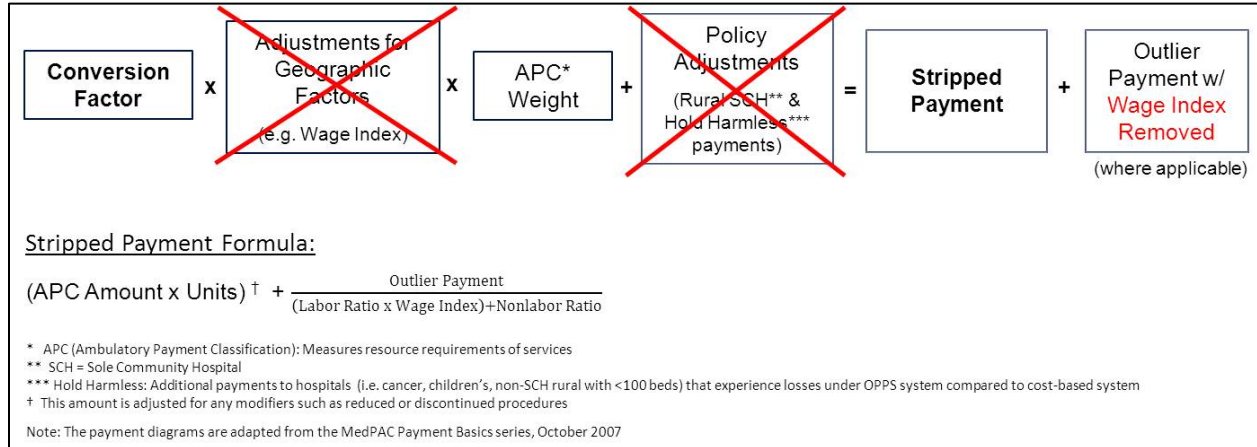 Conversion
Factor
x
Adjustments for
Geographic
Factors
(e.g. Wage Index)
x
APC*
Weight
+
Policy
Adjustments
(Rural SCH** &
Hold Harmless***
payments)
=
Stripped
Payment
+
Outlier
Payment w/
Wage Index
Removed
(where applicable)
Stripped Payment Formula:
(APC Amount x Units) † + Outlier Payment
(Labor Ratio x Wage Index)+Nonlabor Ratio
* APC (Ambulatory Payment Classification): Measures resource requirements of services
** SCH = Sole Community Hospital
*** Hold Harmless: Additional payments to hospitals (i.e. cancer, children's, non-SCH rural with <100 beds) that experience losses under OPPS system compared to cost-based system
† This amount is adjusted for any modifiers such as reduced or discontinued procedures
Note: The payment diagrams are adapted from the MedPAC Payment Basics series, October 2007